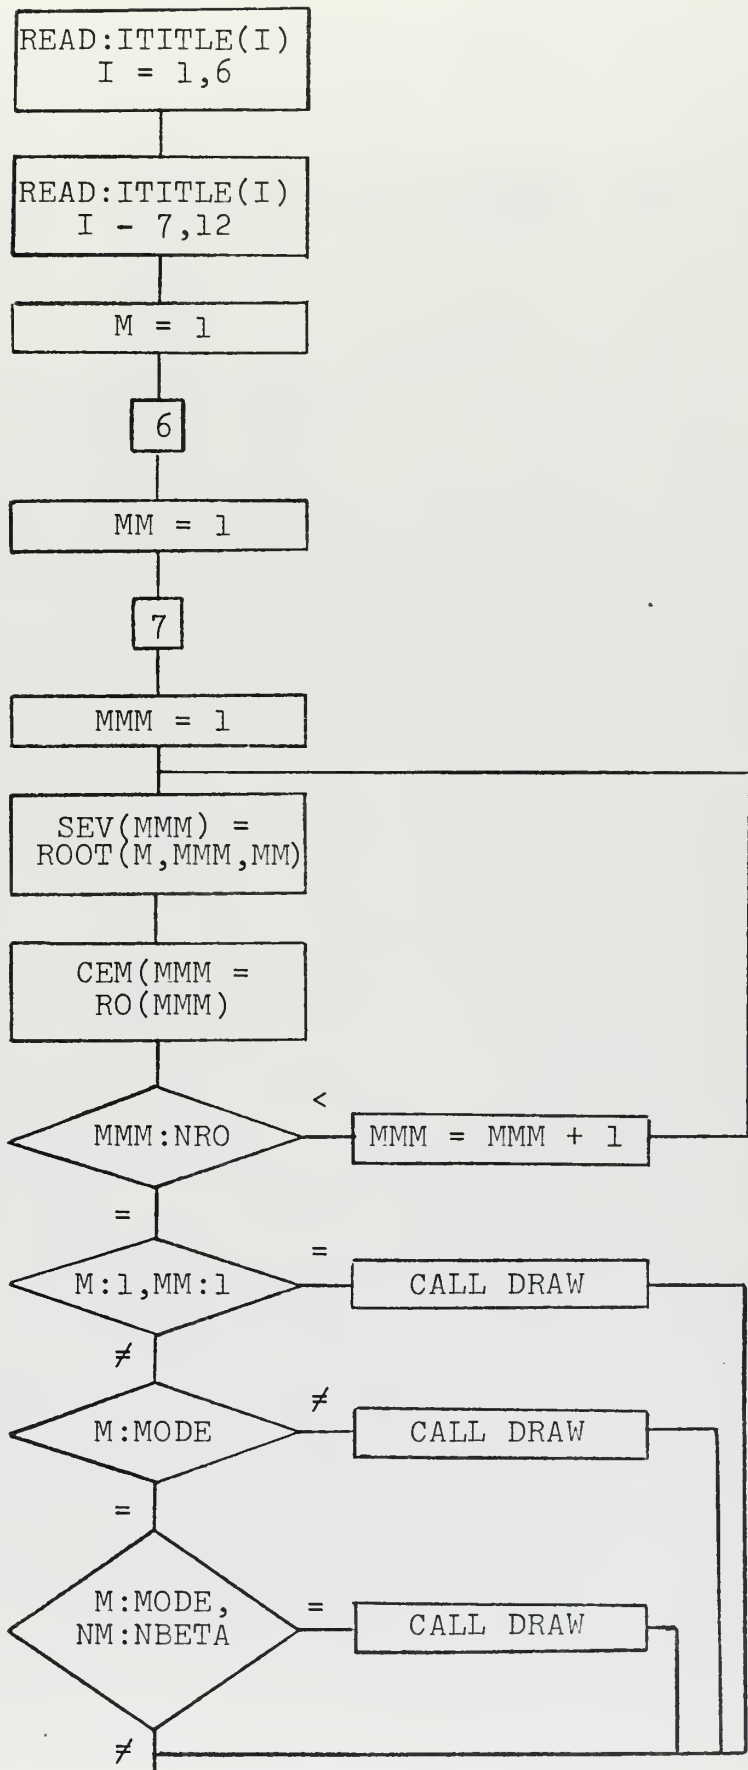 READ:ITITLE(I)
I = 1,6
READ:ITITLE(I)
I - 7,12
M = 1
6
MM = 1
7
MMM = 1
SEV(MMM) =
ROOT(M,MMM,MM)
CEM(MMM =
RO(MMM)
<
MMM:NRO
MMM = MMM + 1
=
=
M:1,MM:1
CALL DRAW
≠
≠
M:MODE
CALL DRAW
=
M:MODE,
NM:NBETA
=
CALL DRAW
≠